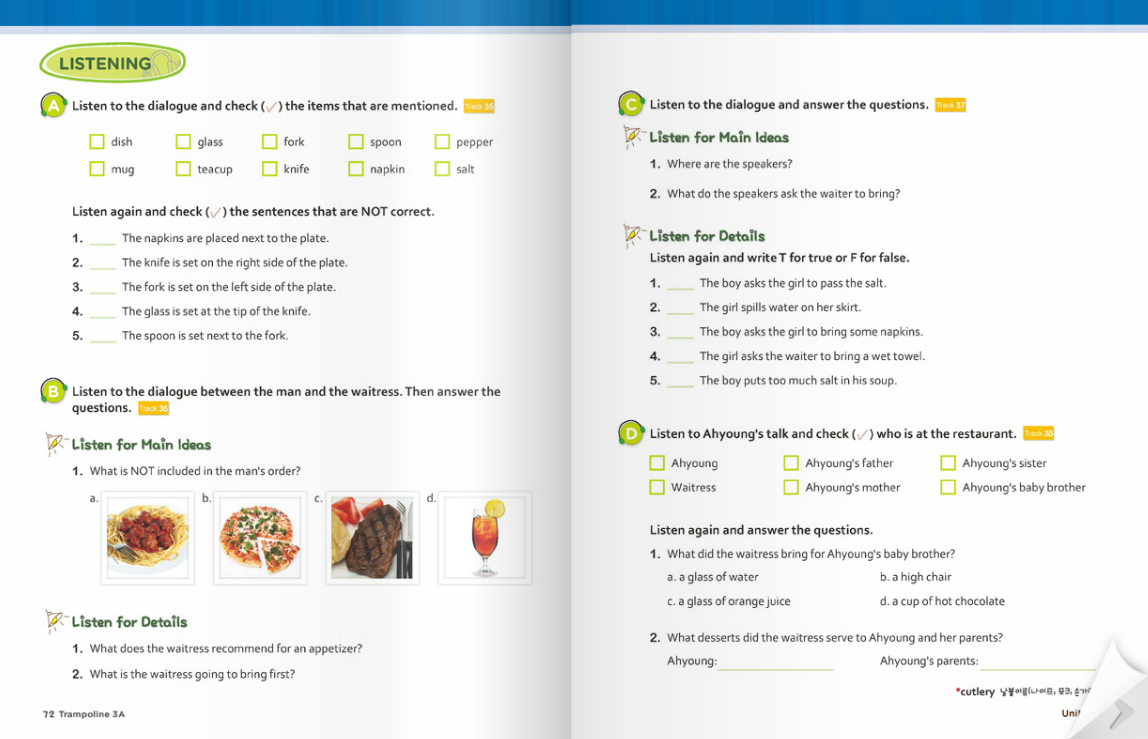 LISTENING
A Listen to the dialogue and check (✓) the items that are mentioned. Track 35
dish glass fork spoon pepper
mug teacup knife napkin salt
Listen again and check (✓) the sentences that are NOT correct.
1. ____ The napkins are placed next to the plate.
2. ____ The knife is set on the right side of the plate.
3. ____ The fork is set on the left side of the plate.
4. ____ The glass is set at the tip of the knife.
5. ____ The spoon is set next to the fork.
B Listen to the dialogue between the man and the waitress. Then answer the
questions. Track 36
Listen for Main Ideas
1. What is NOT included in the man's order?
a. b. c. d.
Listen for Details
1. What does the waitress recommend for an appetizer?
2. What is the waitress going to bring first?
72 Trampoline 3A
C Listen to the dialogue and answer the questions. Track 37
Listen for Main Ideas
1. Where are the speakers?
2. What do the speakers ask the waiter to bring?
Listen for Details
Listen again and write T for true or F for false.
1. ____ The boy asks the girl to pass the salt.
2. ____ The girl spills water on her skirt.
3. ____ The boy asks the girl to bring some napkins.
4. ____ The girl asks the waiter to bring a wet towel.
5. ____ The boy puts too much salt in his soup.
D Listen to Ahyoung's talk and check (✓) who is at the restaurant. Track 38
Ahyoung Ahyoung's father Ahyoung's sister
Waitress Ahyoung's mother Ahyoung's baby brother
Listen again and answer the questions.
1. What did the waitress bring for Ahyoung's baby brother?
a. a glass of water b. a high chair
c. a glass of orange juice d. a cup of hot chocolate
2. What desserts did the waitress serve to Ahyoung and her parents?
Ahyoung: ____ Ahyoung's parents: ____
*cutlery 날붙이류(나이프, 포크,